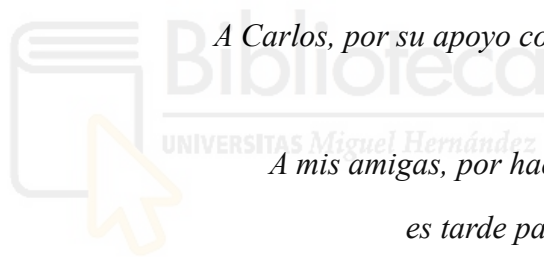 A Carlos, por su apoyo co
Biblioteca
UNIVERSITAS Miguel Hernández
A mis amigas, por hac
es tarde pa